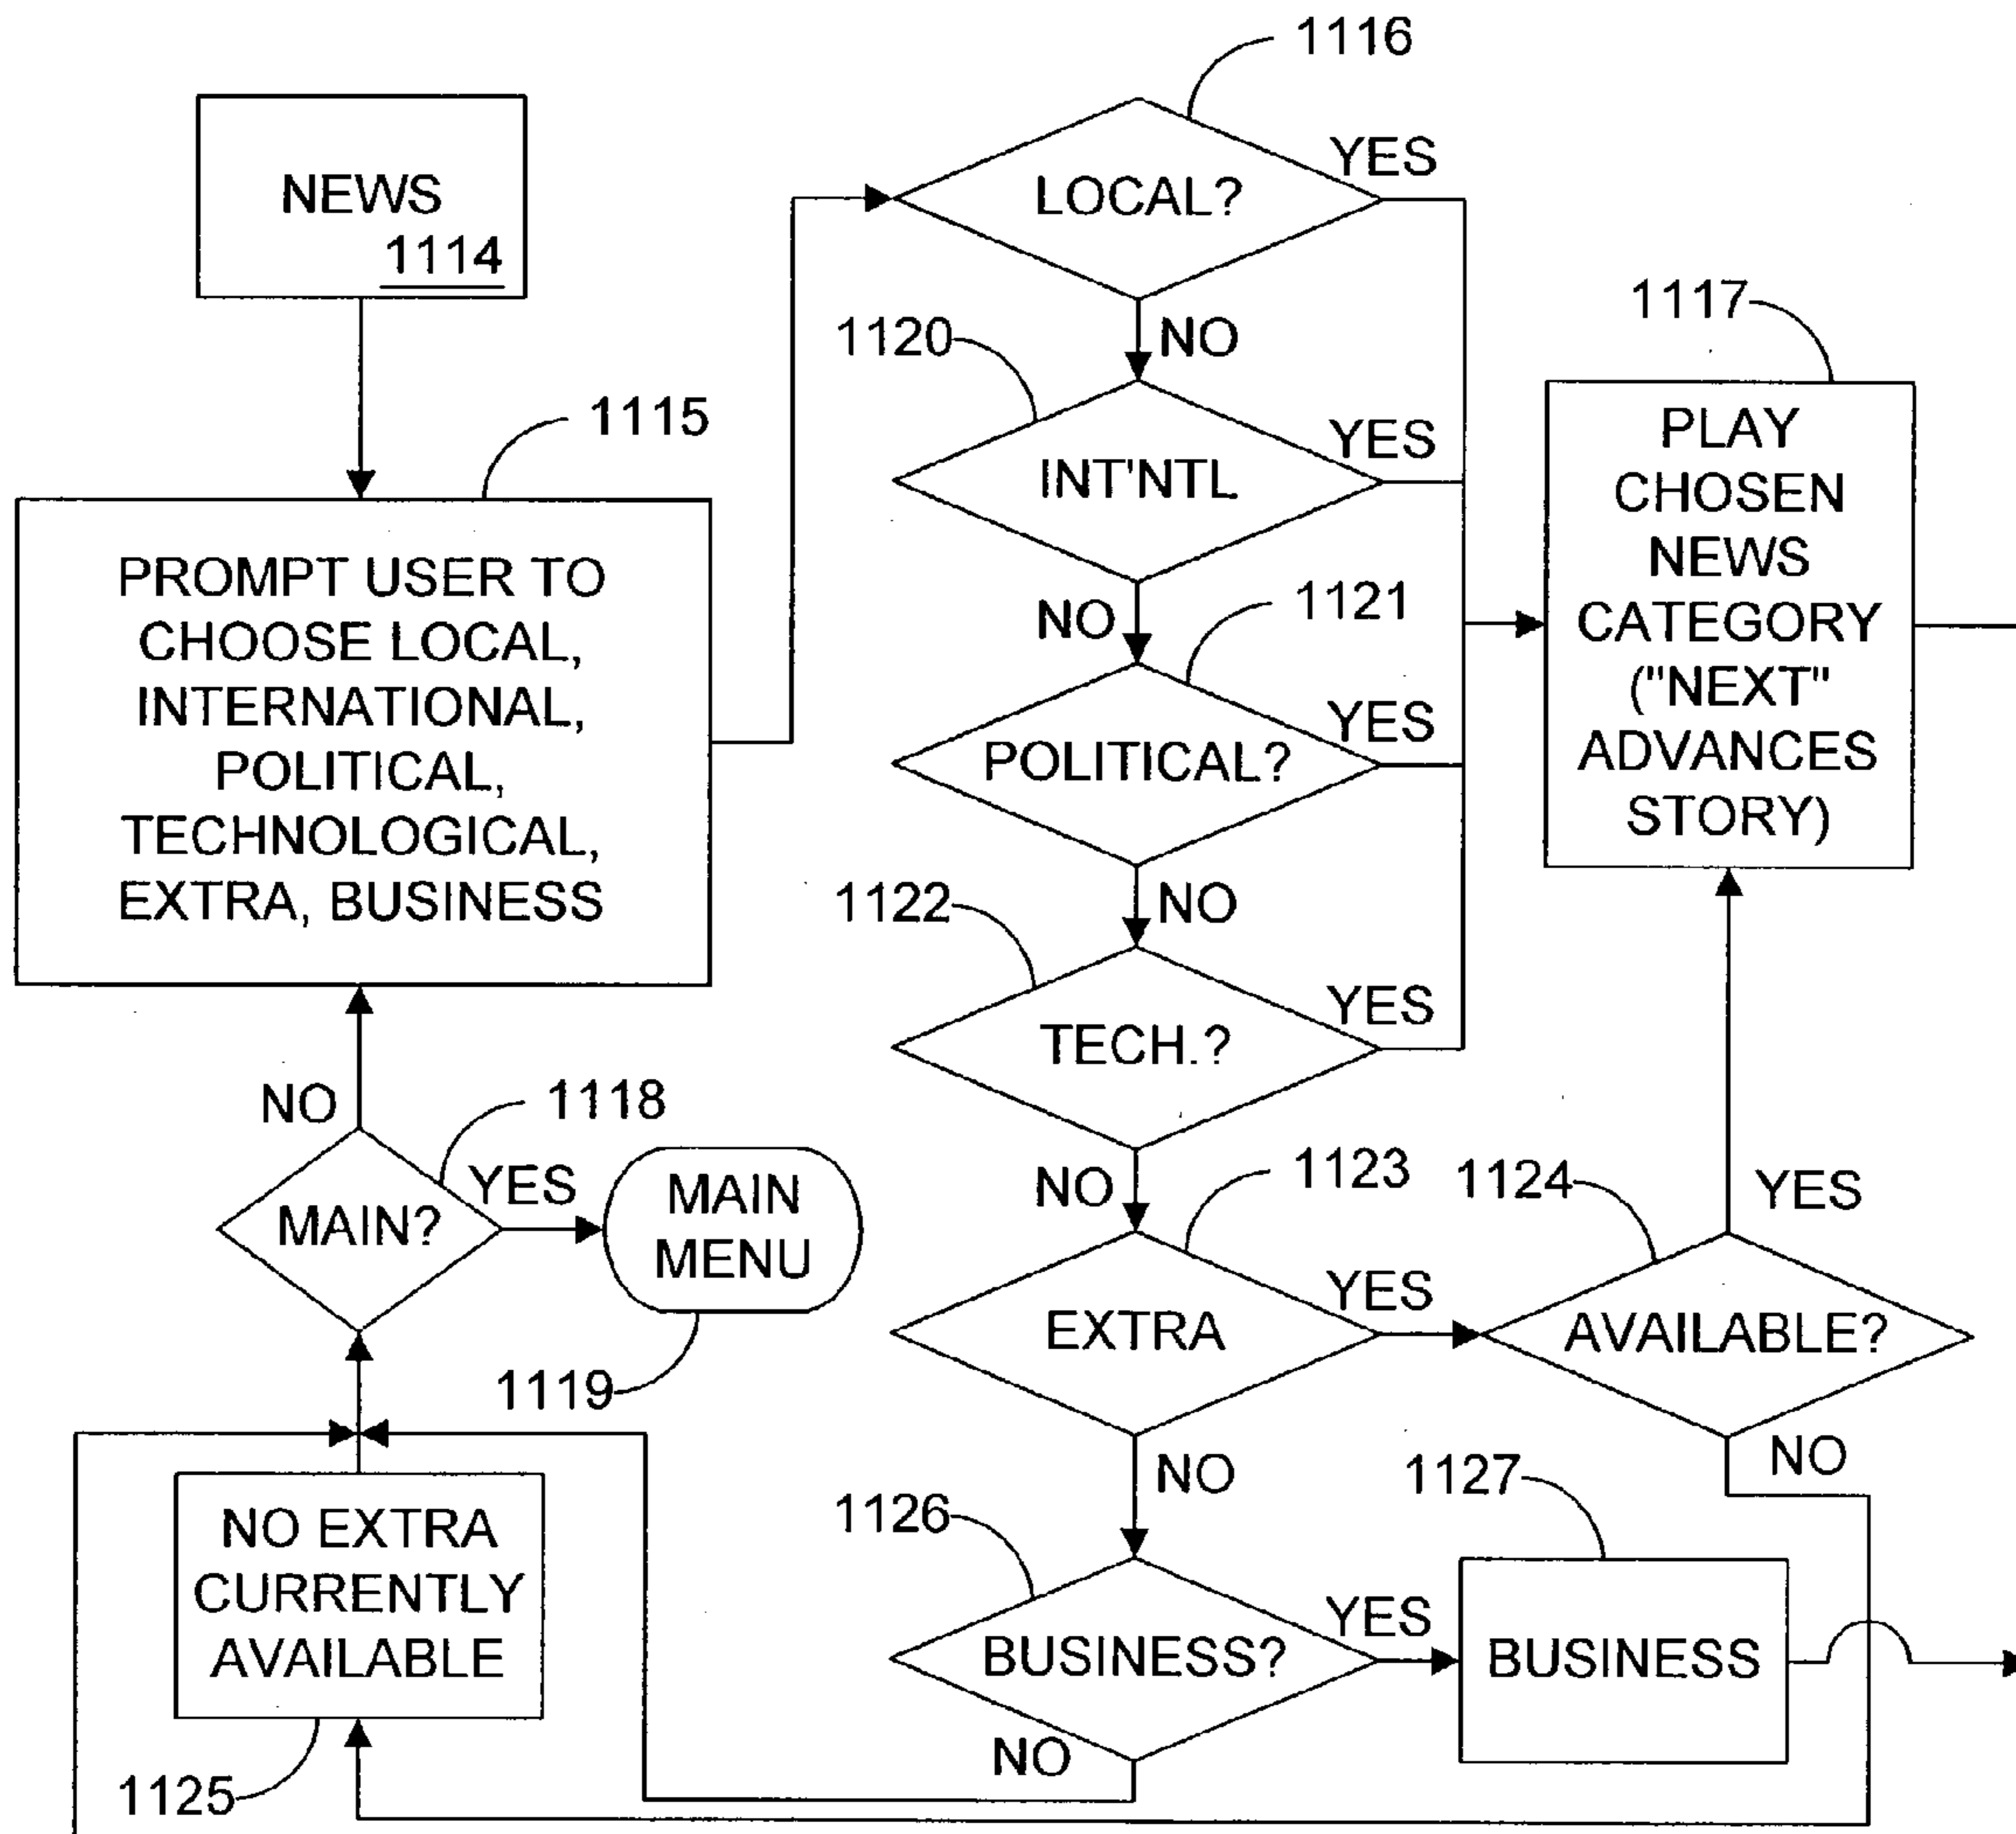 1116
NEWS
1114
LOCAL?
YES
NO
1117
1120
INT'NTL
YES
NO
1115
PROMPT USER TO
CHOOSE LOCAL,
INTERNATIONAL,
POLITICAL,
TECHNOLOGICAL,
EXTRA, BUSINESS
1121
POLITICAL?
YES
NO
PLAY
CHOSEN
NEWS
CATEGORY
("NEXT"
ADVANCES
STORY)
1122
TECH.?
YES
NO
NO
1118
MAIN?
YES
MAIN
MENU
1119
1123
EXTRA
YES
NO
1124
YES
AVAILABLE?
NO
NO EXTRA
CURRENTLY
AVAILABLE
1125
1126
BUSINESS?
YES
NO
1127
BUSINESS